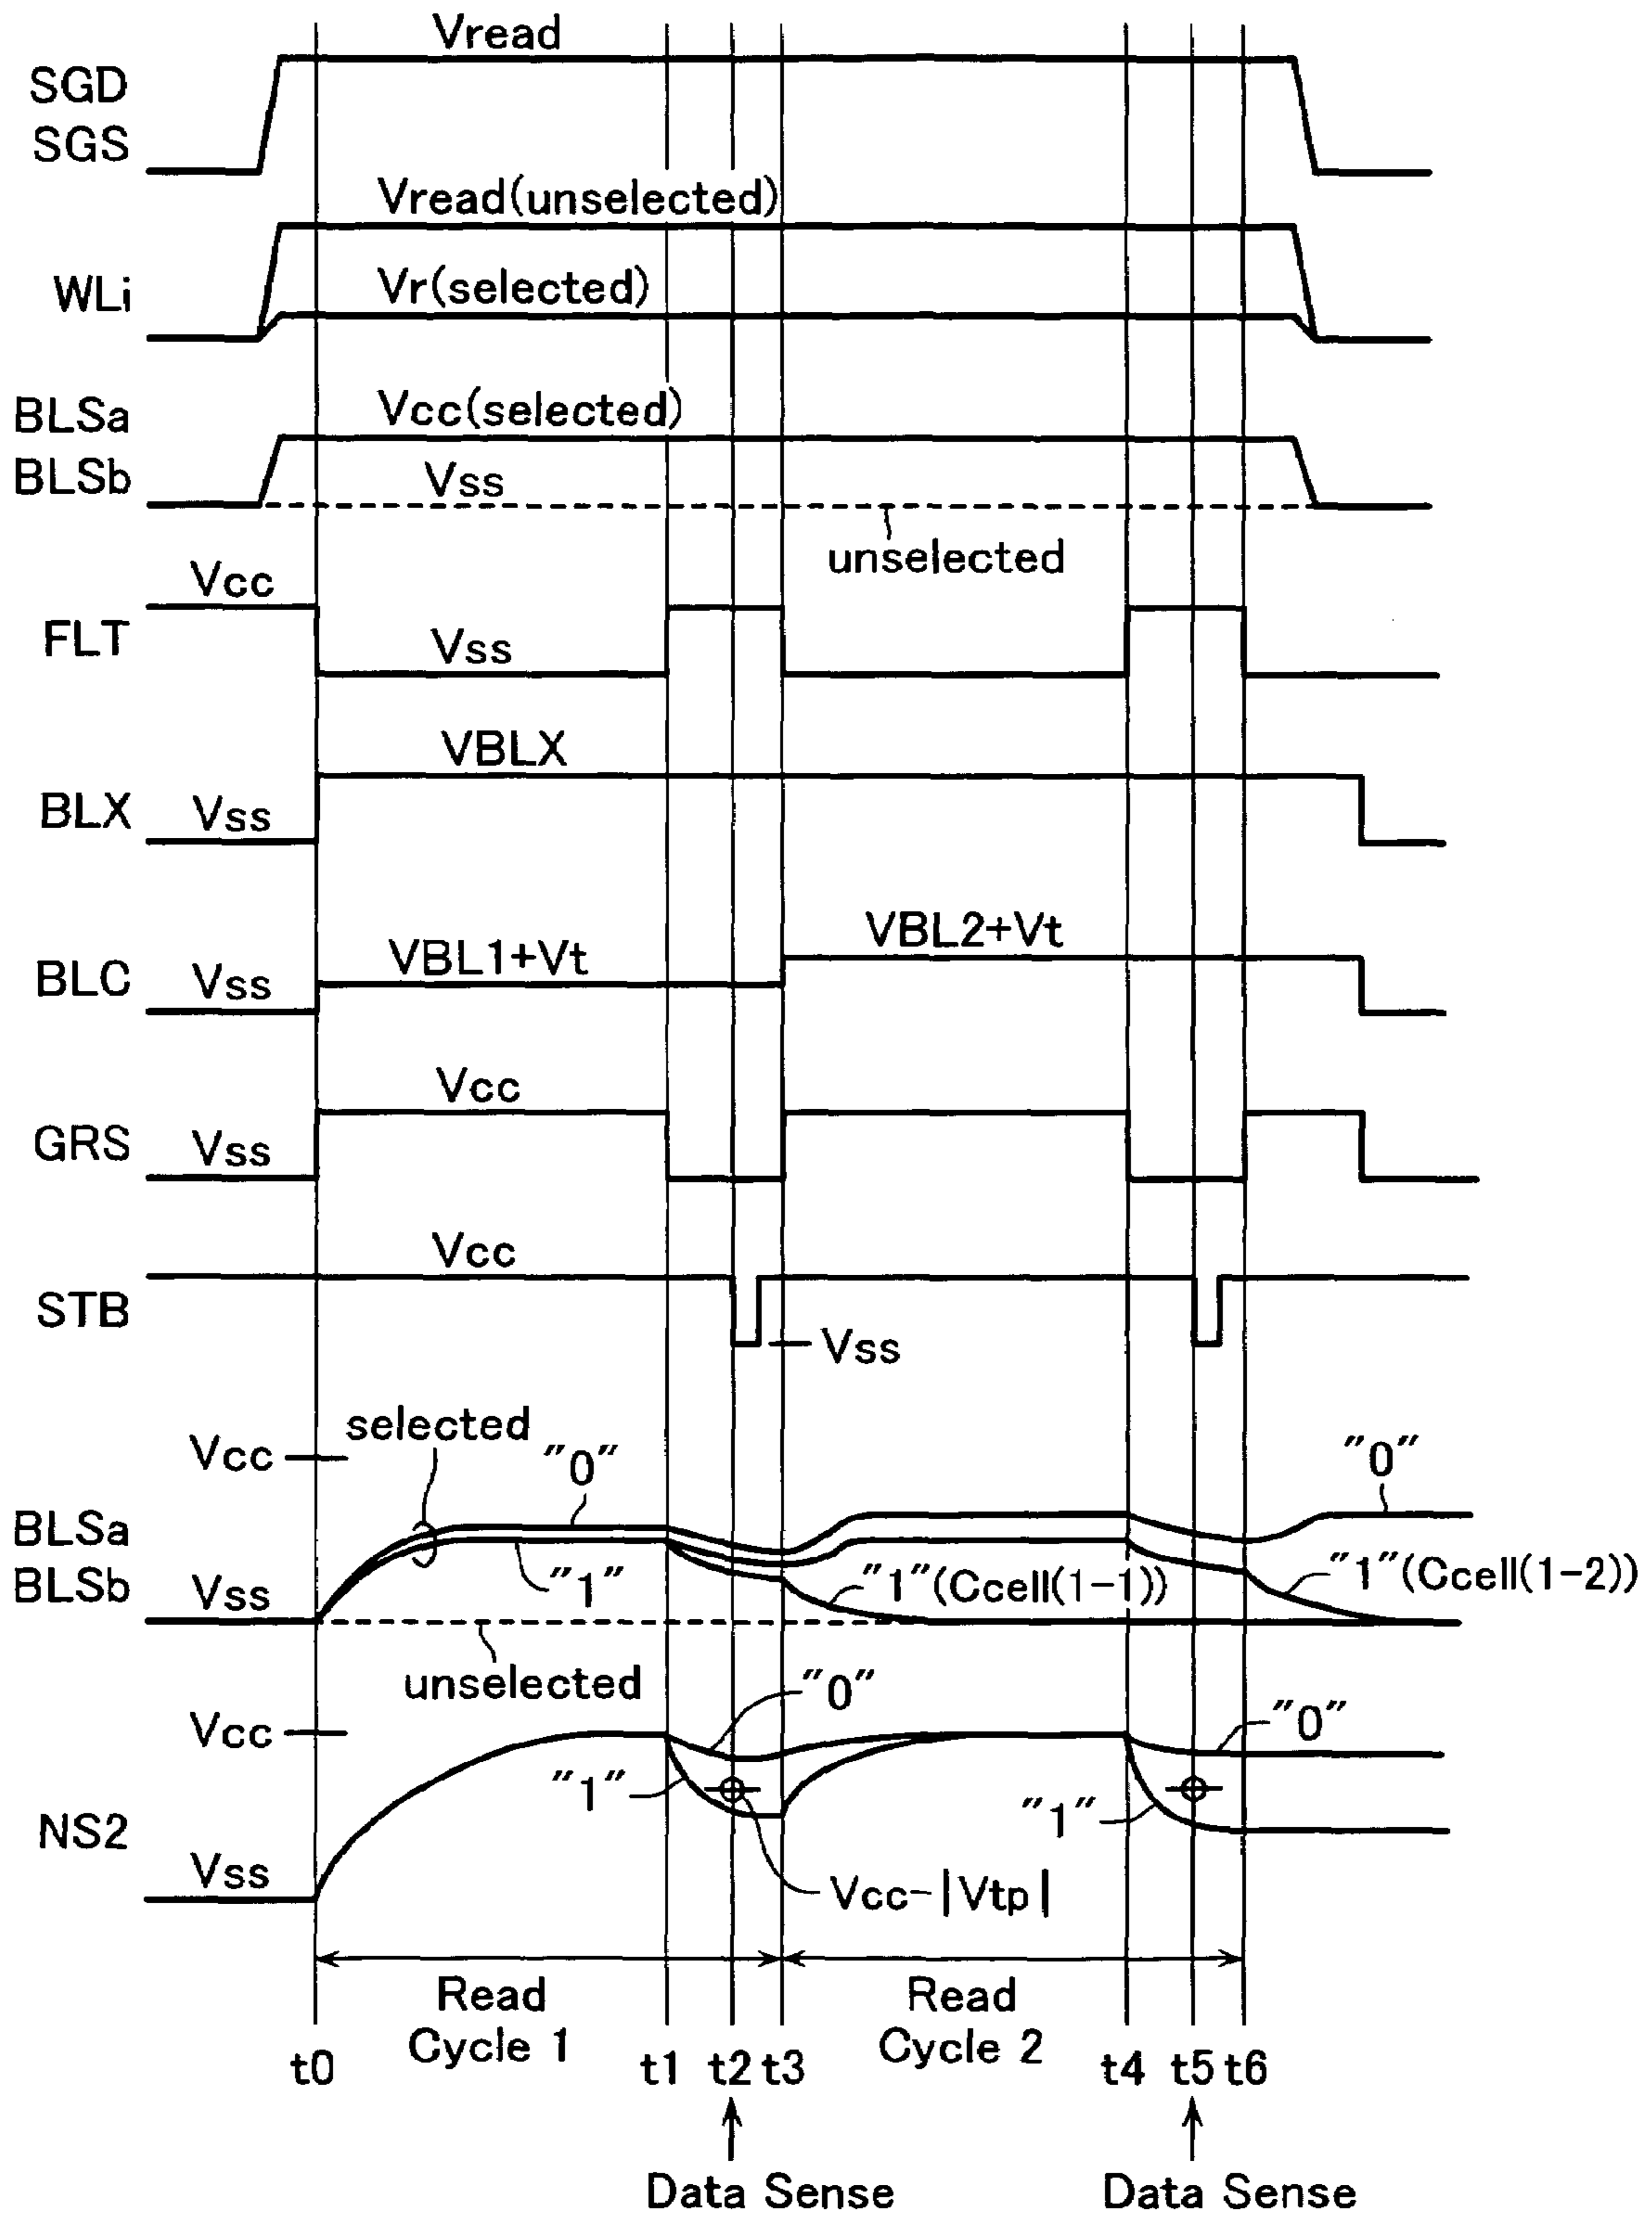 Vread
SGD
SGS
Vread(unselected)
WLi
Vr(selected)
BLSa
Vcc(selected)
BLSb
Vss
unselected
Vcc
FLT
Vss
VBLX
BLX
Vss
VBL2+Vt
VBL1+Vt
BLC
Vss
Vcc
GRS
Vss
Vcc
STB
Vss
selected
Vcc
"0"
"0"
BLSa
BLSb
Vss
"1"
"1"(Ccell(1-1))
"1"(Ccell(1-2))
unselected
"0"
Vcc
"0"
"1"
"1"
NS2
Vss
Vcc-|Vtp|
Read Cycle 1
Read Cycle 2
t0 t1 t2 t3 t4 t5 t6
Data Sense Data Sense